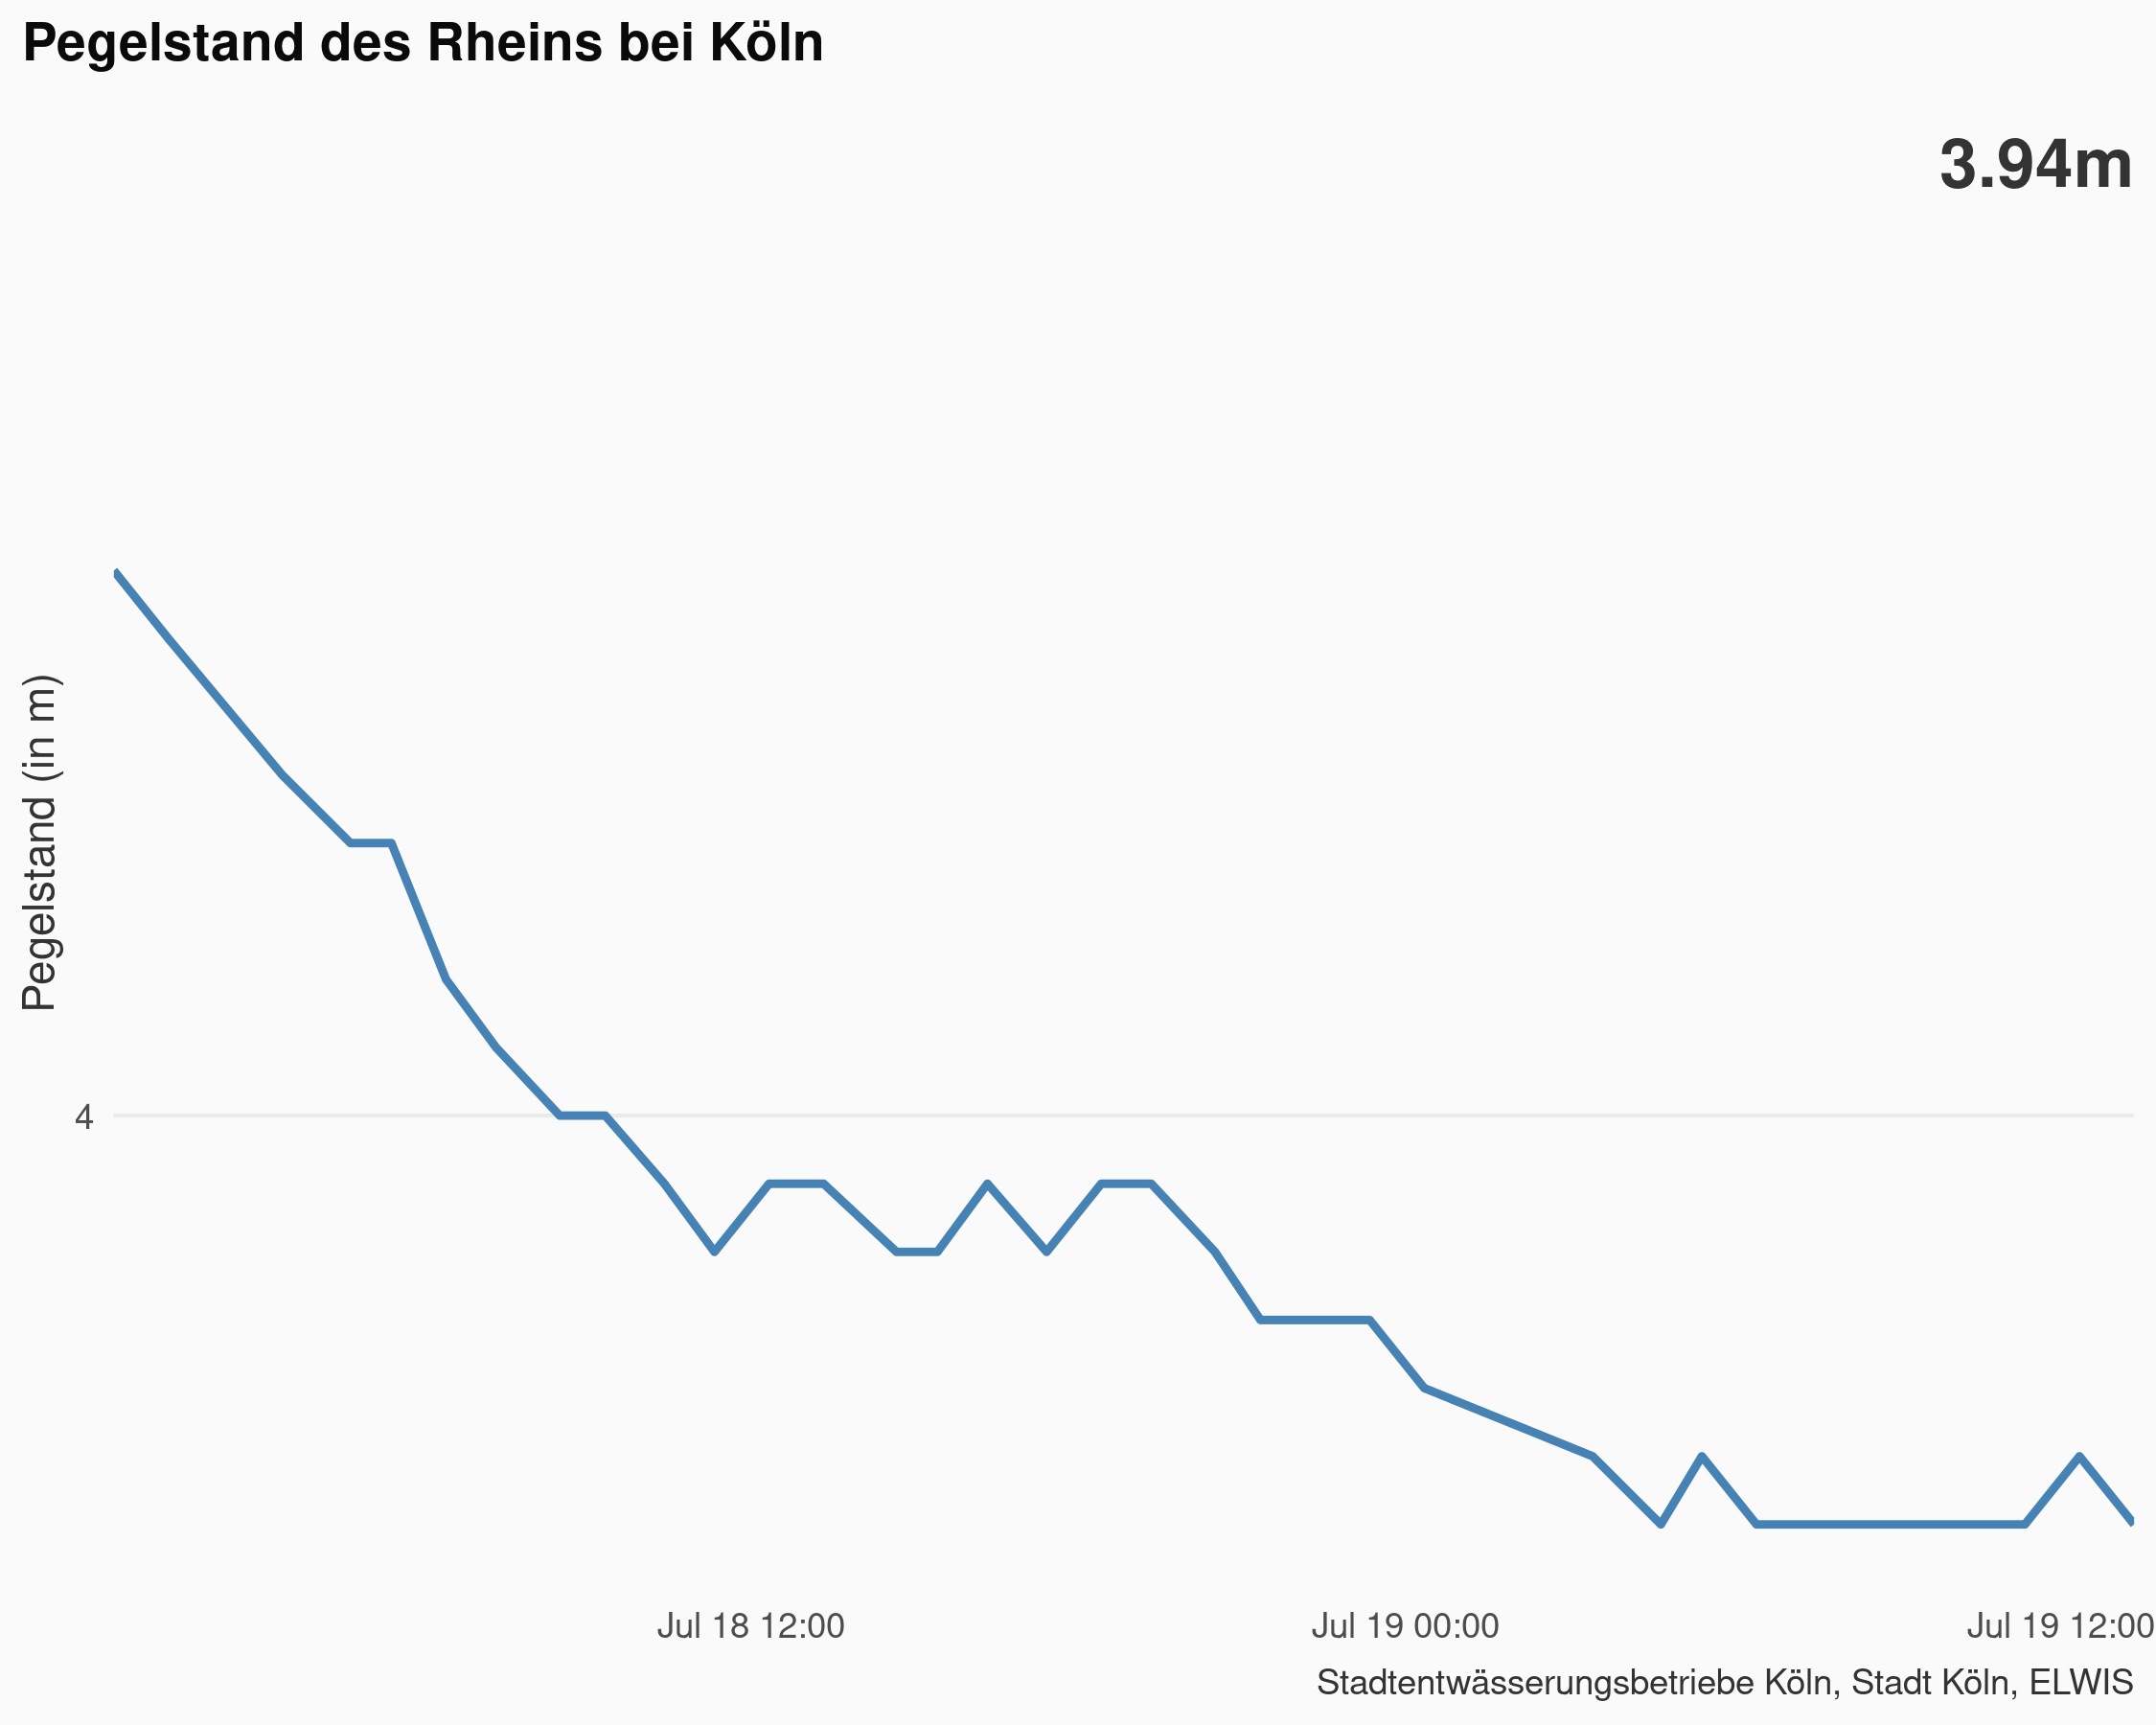 Pegelstand des Rheins bei Köln
3.94m
Pegelstand (in m)
4
Jul 18 12:00
Jul 19 00:00
Jul 19 12:00
Stadtentwässerungsbetriebe Köln, Stadt Köln, ELWIS